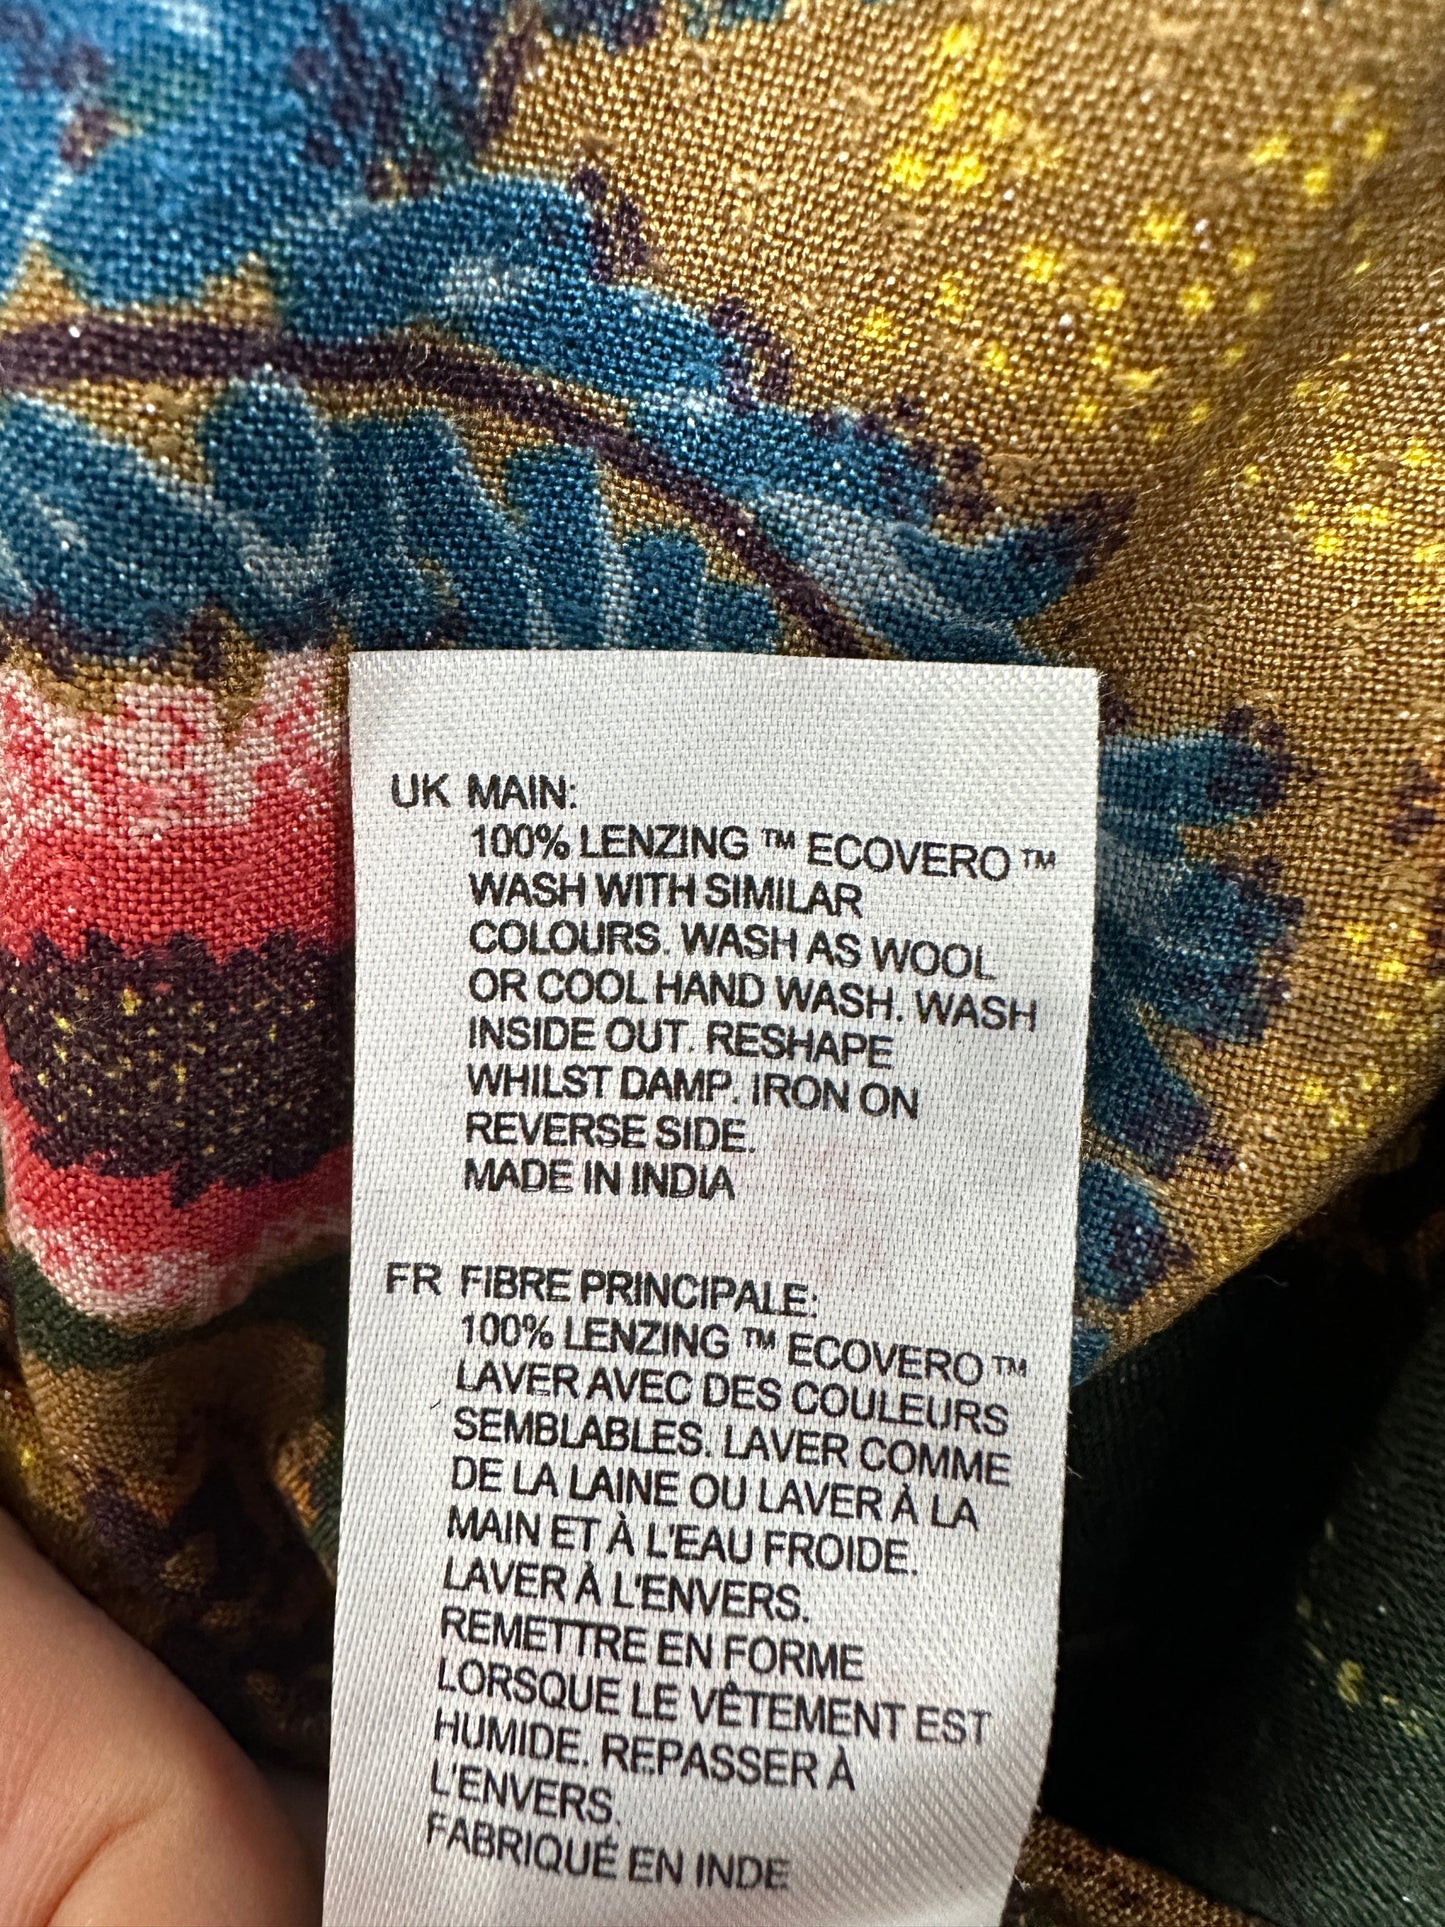 UK MAIN:
100% LENZING ™ ECOVERO ™
WASH WITH SIMILAR
COLOURS. WASH AS WOOL
OR COOL HAND WASH. WASH
INSIDE OUT. RESHAPE
WHILST DAMP. IRON ON
REVERSE SIDE.
MADE IN INDIA
FR FIBRE PRINCIPALE:
100% LENZING ™ ECOVERO ™
LAVER AVEC DES COULEURS
SEMBLABLES. LAVER COMME
DE LA LAINE OU LAVER À LA
MAIN ET À L'EAU FROIDE.
LAVER À L'ENVERS.
REMETTRE EN FORME
LORSQUE LE VÊTEMENT EST
HUMIDE. REPASSER À
L'ENVERS.
FABRIQUÉ EN INDE